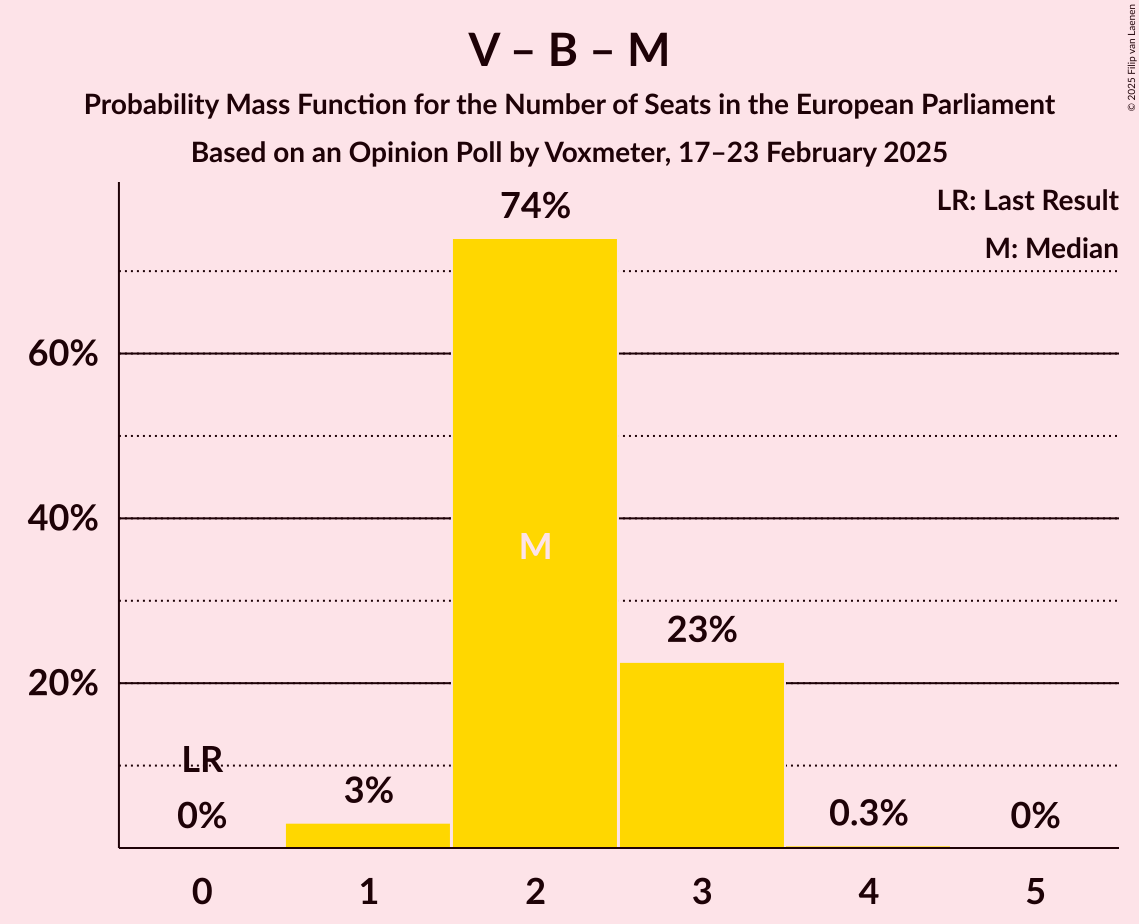 V – B – M
Probability Mass Function for the Number of Seats in the European Parliament
Based on an Opinion Poll by Voxmeter, 17–23 February 2025
© 2025 Filip van Laenen
LR: Last Result
M: Median
74%
60%
40%
M
23%
20%
LR
3%
0%
0.3%
0%
0 1 2 3 4 5